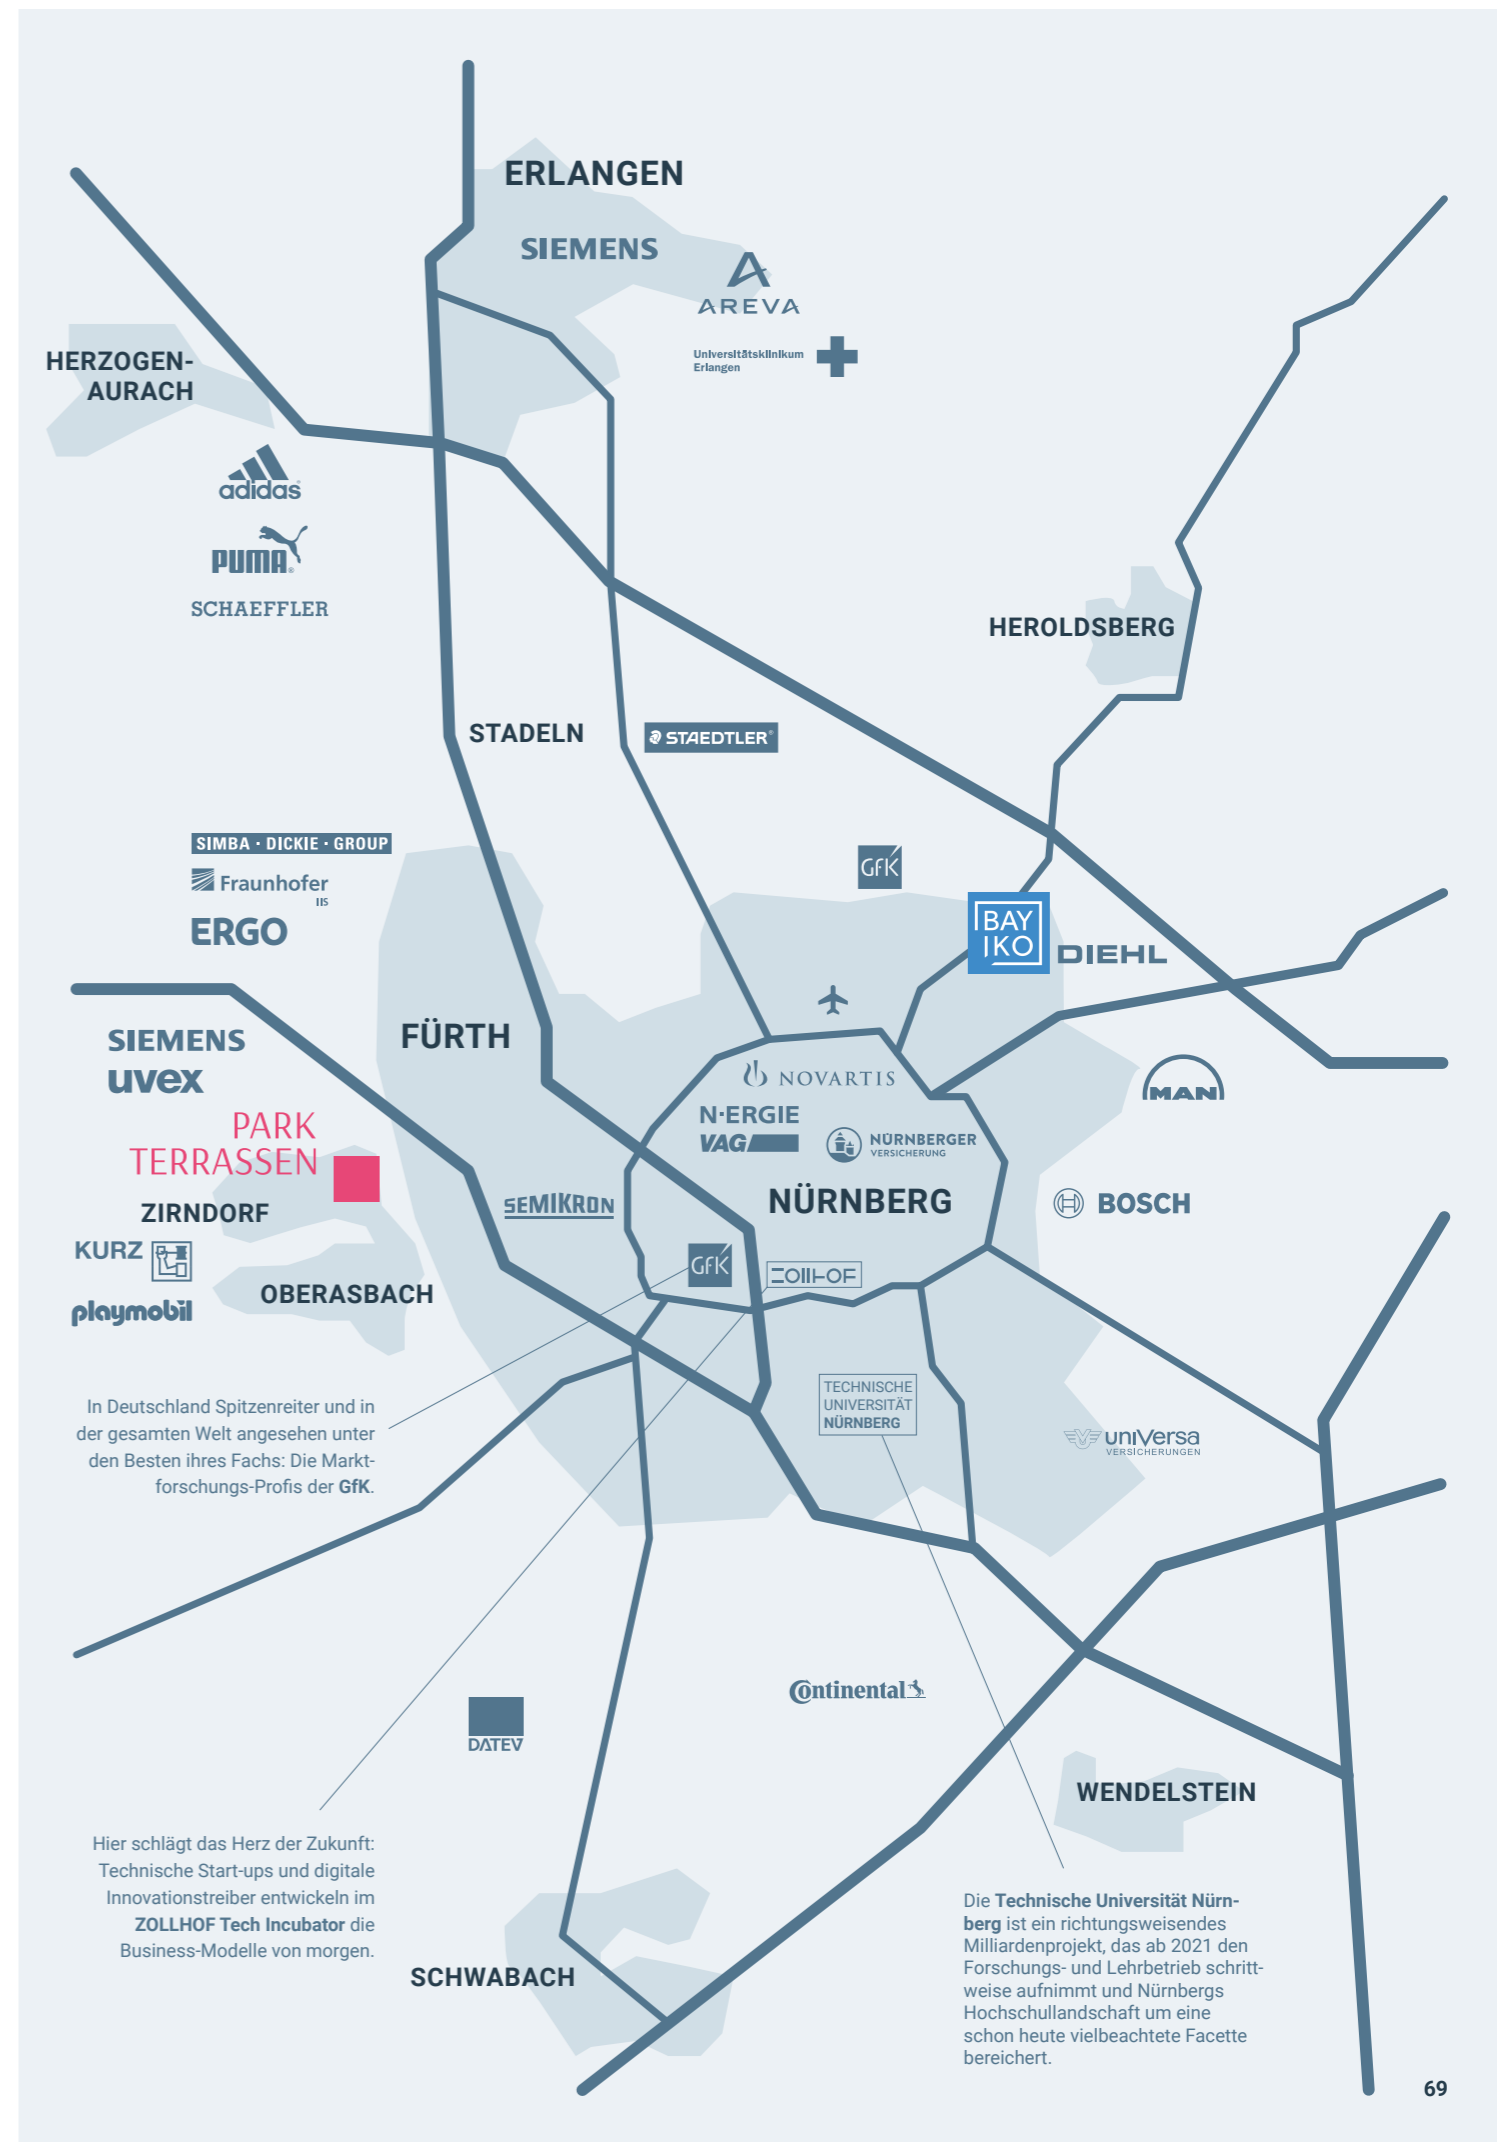 ERLANGEN
SIEMENS
AREVA
Universitätsklinikum
Erlangen
HERZOGEN-
AURACH
adidas
PUMA®
SCHAEFFLER
HEROLDSBERG
STADELN
STAEDTLER®
SIMBA · DICKIE · GROUP
Fraunhofer
IIS
ERGO
GfK
BAY
IKO
DIEHL
FÜRTH
SIEMENS
uvex
NOVARTIS
MAN
N·ERGIE
VAG
NÜRNBERGER
VERSICHERUNG
PARK
TERRASSEN
ZIRNDORF
SEMIKRON
NÜRNBERG
BOSCH
KURZ
GfK
ZOLLHOF
OBERASBACH
playmobil
TECHNISCHE
UNIVERSITÄT
NÜRNBERG
In Deutschland Spitzenreiter und in
der gesamten Welt angesehen unter
den Besten ihres Fachs: Die Markt-
forschungs-Profis der GfK.
uniVersa
VERSICHERUNGEN
Continental
DATEV
WENDELSTEIN
Hier schlägt das Herz der Zukunft:
Technische Start-ups und digitale
Innovationstreiber entwickeln im
ZOLLHOF Tech Incubator die
Business-Modelle von morgen.
SCHWABACH
Die Technische Universität Nürn-
berg ist ein richtungsweisendes
Milliardenprojekt, das ab 2021 den
Forschungs- und Lehrbetrieb schritt-
weise aufnimmt und Nürnbergs
Hochschullandschaft um eine
schon heute vielbeachtete Facette
bereichert.
69